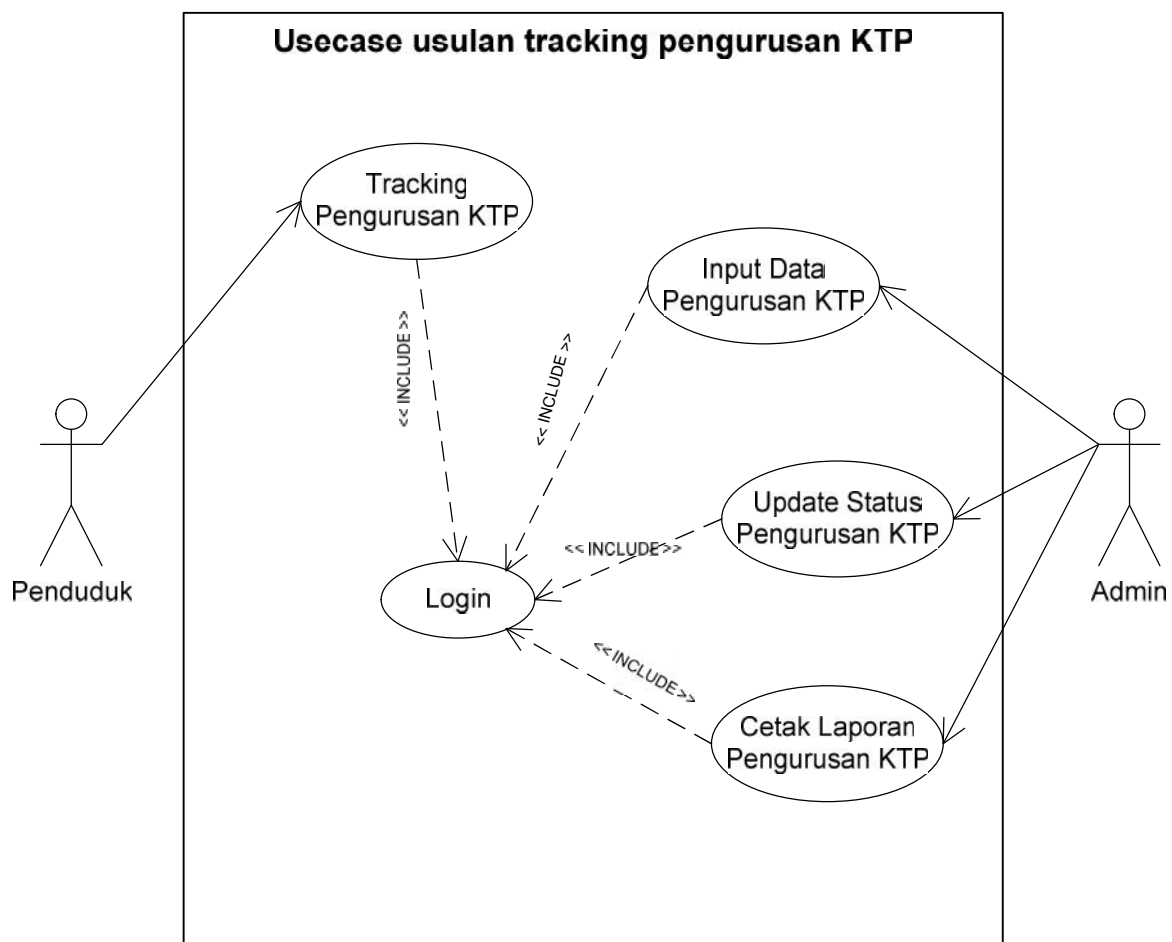 Usecase usulan tracking pengurusan KTP
Tracking
Pengurusan KTP
Input Data
Pengurusan KTP
<< INCLUDE >>
<< INCLUDE >>
Update Status
Pengurusan KTP
<< INCLUDE >>
Penduduk
Login
Admin
<< INCLUDE >>
Cetak Laporan
Pengurusan KTP